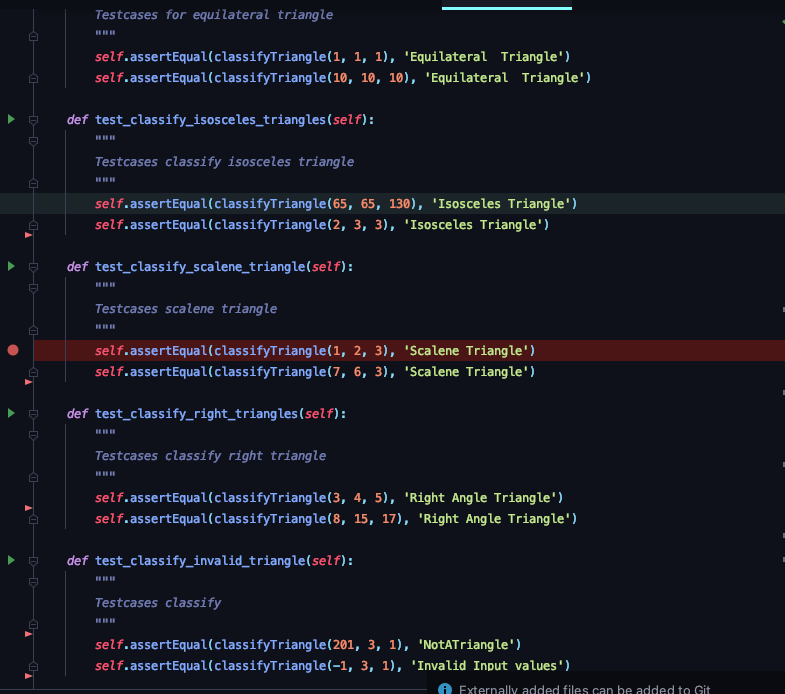 Testcases for equilateral triangle
"""
self.assertEqual(classifyTriangle(1, 1, 1), 'Equilateral  Triangle')
self.assertEqual(classifyTriangle(10, 10, 10), 'Equilateral  Triangle')
def test_classify_isosceles_triangles(self):
"""
Testcases classify isosceles triangle
"""
self.assertEqual(classifyTriangle(65, 65, 130), 'Isosceles Triangle')
self.assertEqual(classifyTriangle(2, 3, 3), 'Isosceles Triangle')
def test_classify_scalene_triangle(self):
"""
Testcases scalene triangle
"""
self.assertEqual(classifyTriangle(1, 2, 3), 'Scalene Triangle')
self.assertEqual(classifyTriangle(7, 6, 3), 'Scalene Triangle')
def test_classify_right_triangles(self):
"""
Testcases classify right triangle
"""
self.assertEqual(classifyTriangle(3, 4, 5), 'Right Angle Triangle')
self.assertEqual(classifyTriangle(8, 15, 17), 'Right Angle Triangle')
def test_classify_invalid_triangle(self):
"""
Testcases classify
"""
self.assertEqual(classifyTriangle(201, 3, 1), 'NotATriangle')
self.assertEqual(classifyTriangle(-1, 3, 1), 'Invalid Input values')
Externally added files can be added to Git